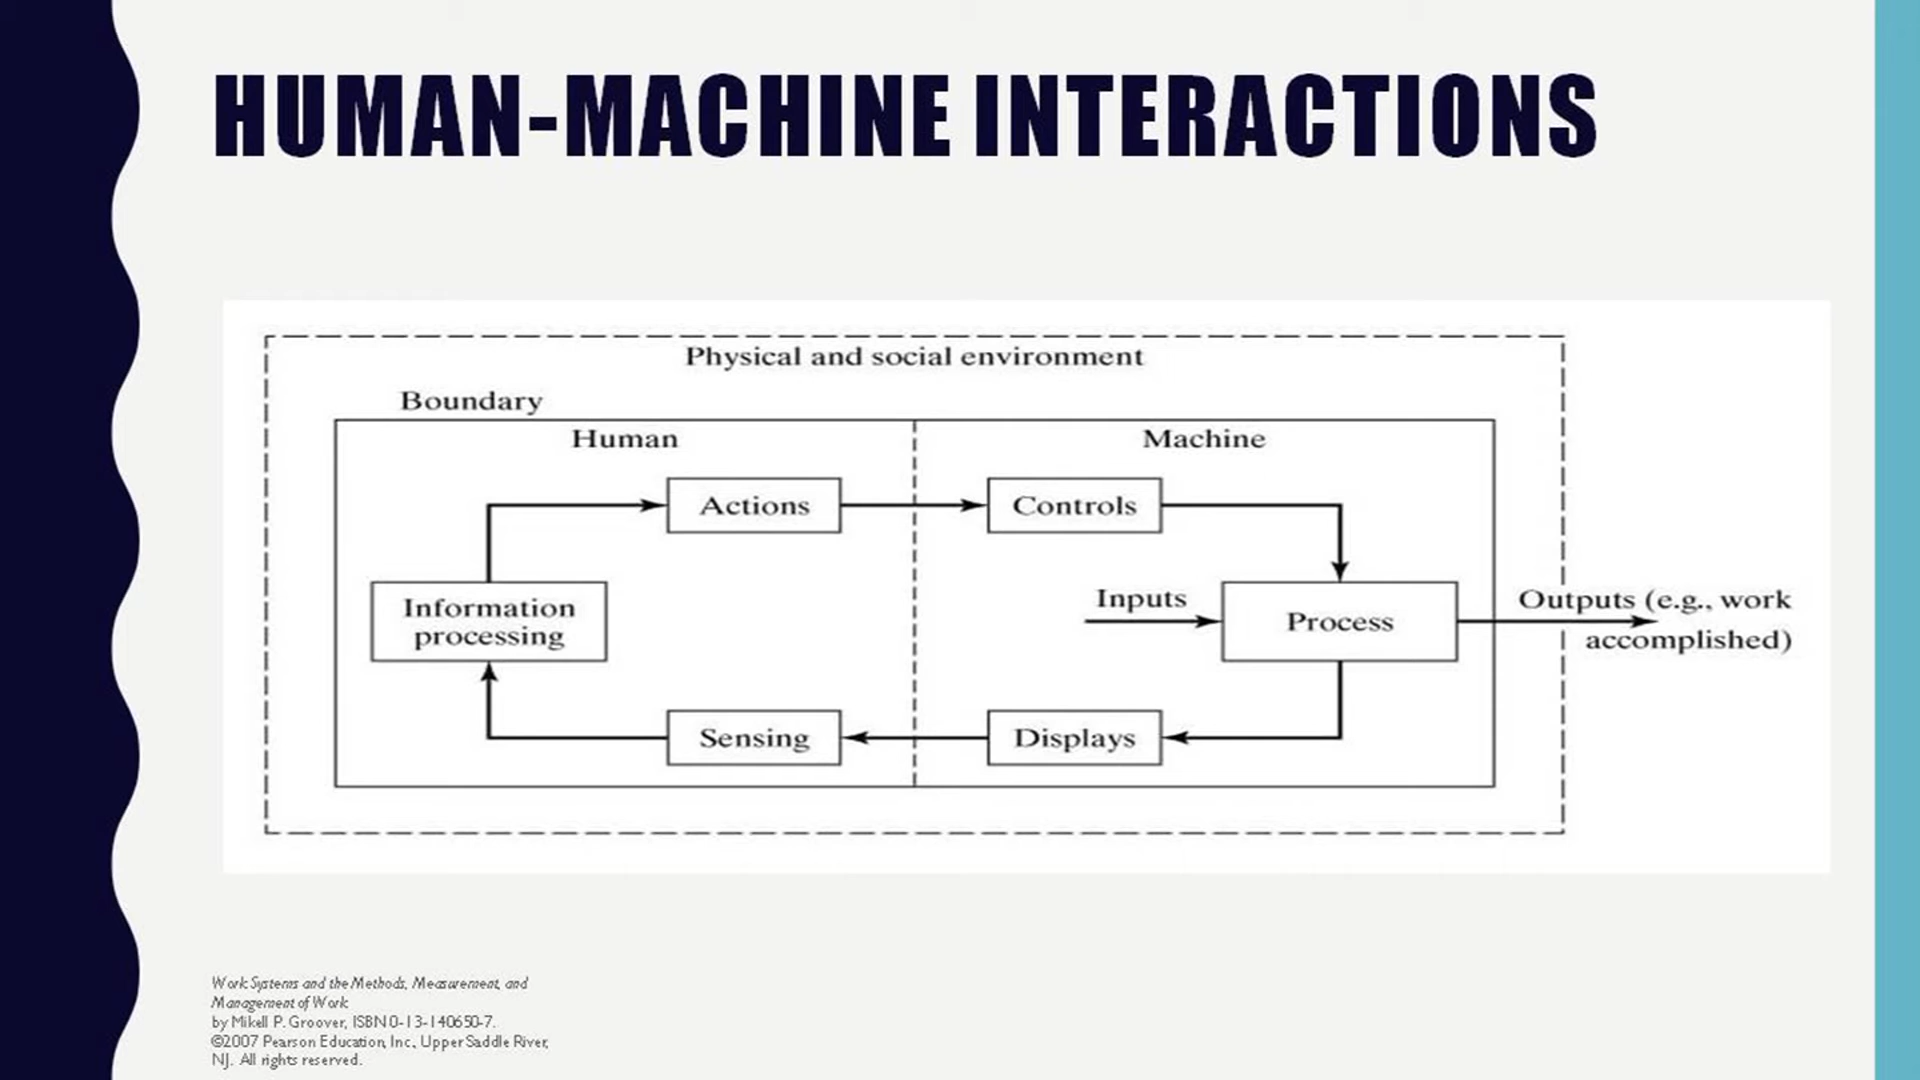 HUMAN-MACHINE INTERACTIONS
Physical and social environment
Boundary
Human
Machine
Actions
Controls
Information
processing
Inputs
Process
Outputs (e.g., work
accomplished)
Sensing
Displays
Work Systems and the Methods, Measurement, and
Management of Work
by Mikell P. Groover, ISBN 0-13-140650-7.
©2007 Pearson Education, Inc., Upper Saddle River,
NJ. All rights reserved.